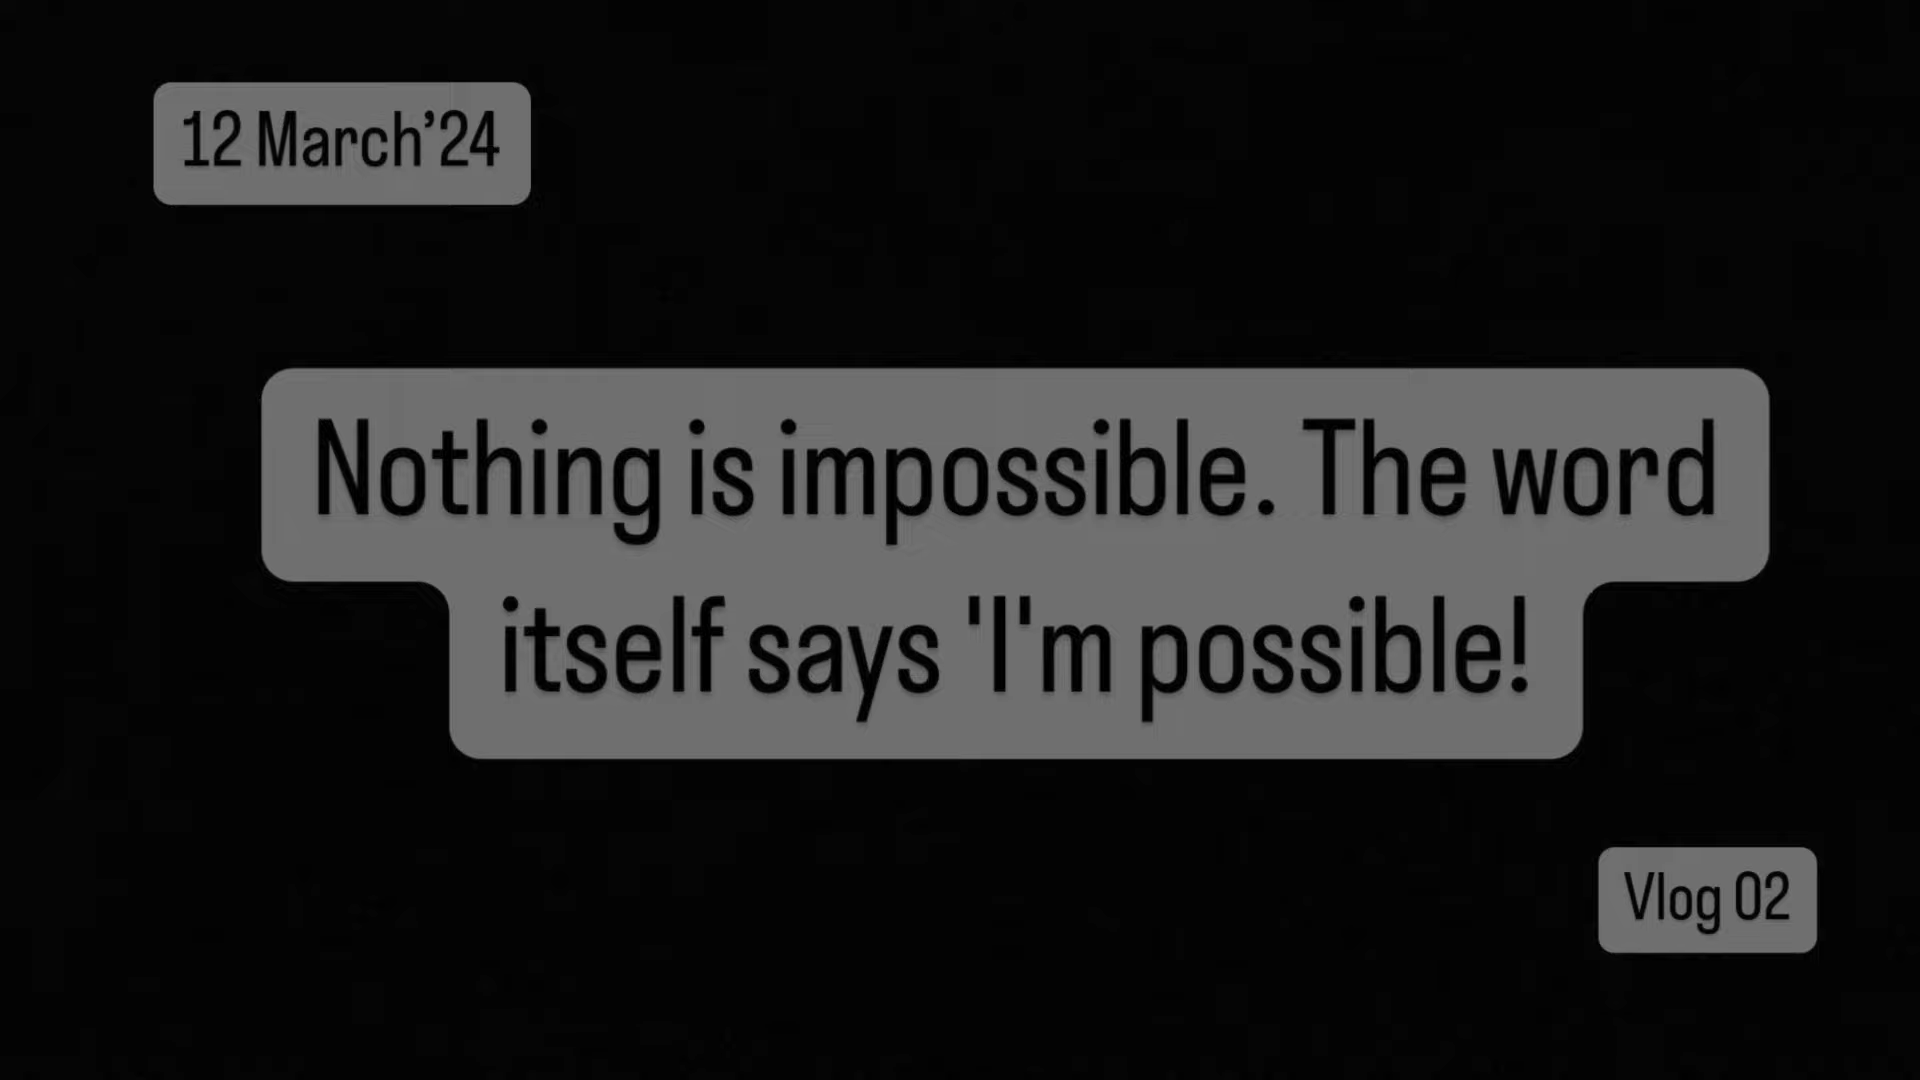 12 March’24
Nothing is impossible. The word
itself says 'I'm possible!
Vlog 02